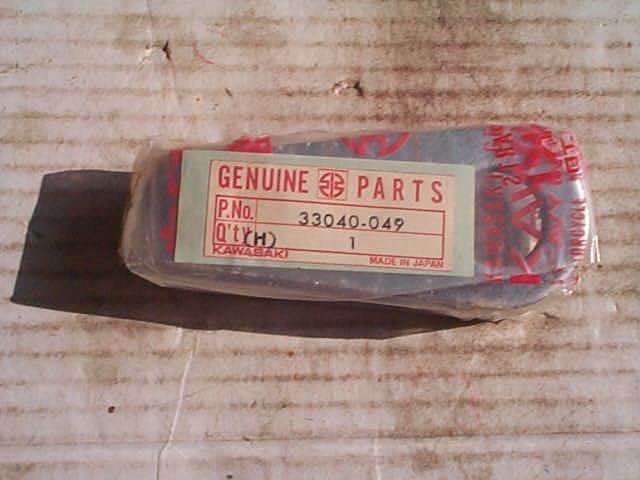 GENUINE PARTS
P.No. 33040-049
Q'ty (H) 1
KAWASAKI MADE IN JAPAN